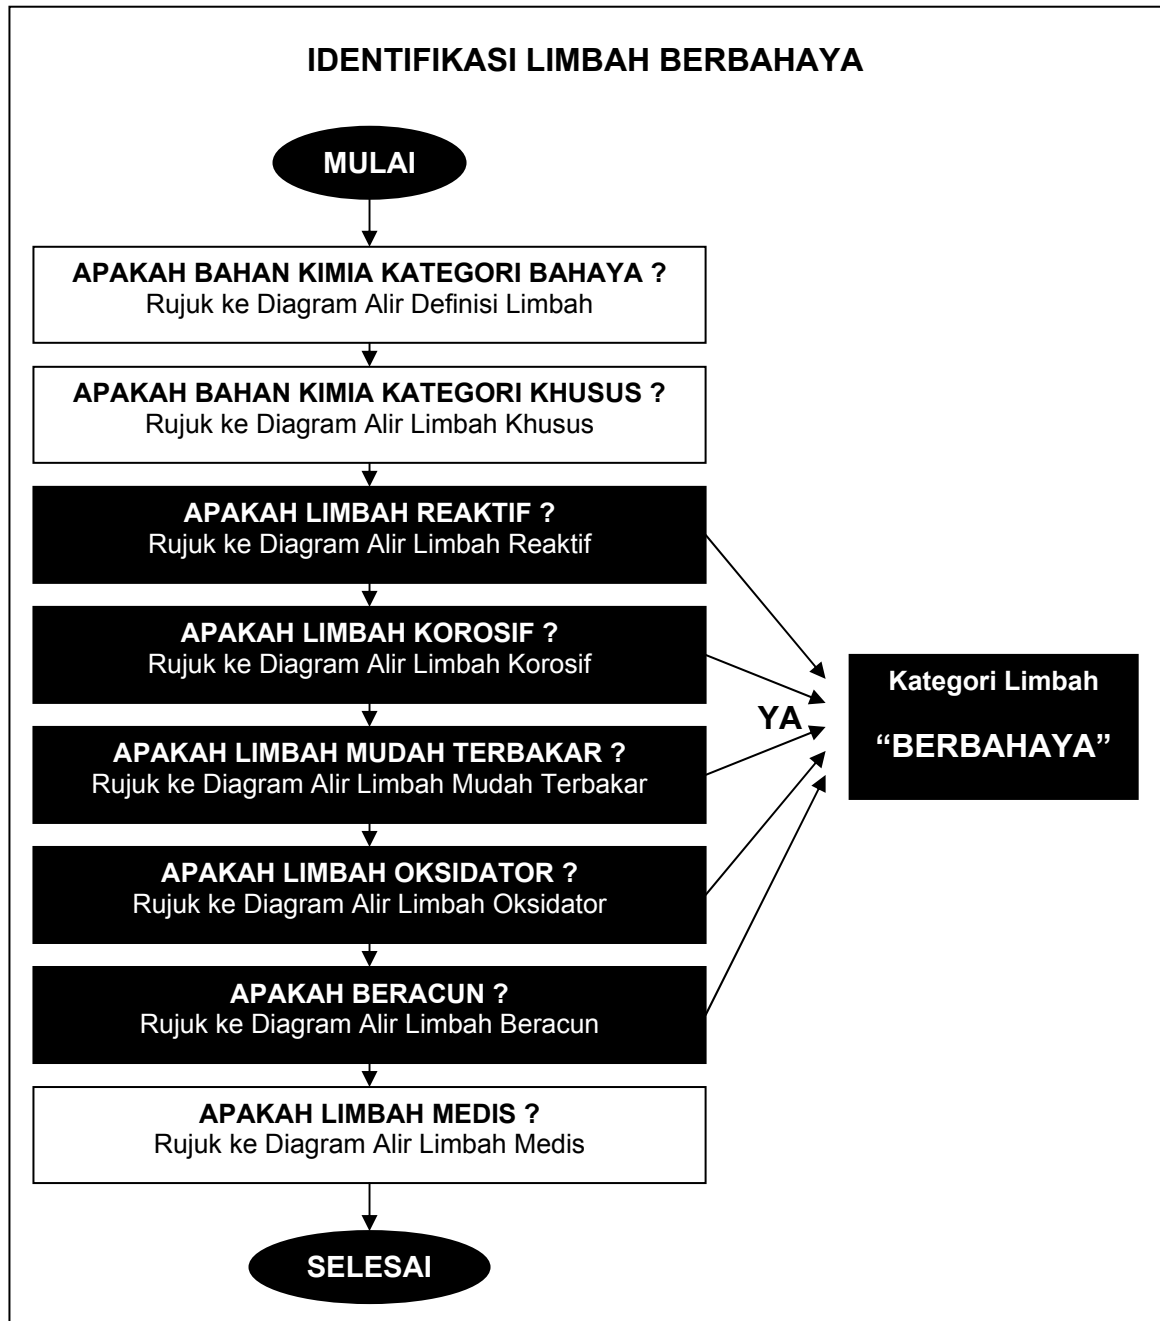 IDENTIFIKASI LIMBAH BERBAHAYA
MULAI
APAKAH BAHAN KIMIA KATEGORI BAHAYA ?
Rujuk ke Diagram Alir Definisi Limbah
APAKAH BAHAN KIMIA KATEGORI KHUSUS ?
Rujuk ke Diagram Alir Limbah Khusus
APAKAH LIMBAH REAKTIF ?
Rujuk ke Diagram Alir Limbah Reaktif
APAKAH LIMBAH KOROSIF ?
Rujuk ke Diagram Alir Limbah Korosif
APAKAH LIMBAH MUDAH TERBAKAR ?
Rujuk ke Diagram Alir Limbah Mudah Terbakar
APAKAH LIMBAH OKSIDATOR ?
Rujuk ke Diagram Alir Limbah Oksidator
APAKAH BERACUN ?
Rujuk ke Diagram Alir Limbah Beracun
APAKAH LIMBAH MEDIS ?
Rujuk ke Diagram Alir Limbah Medis
SELESAI
YA
Kategori Limbah
“BERBAHAYA”